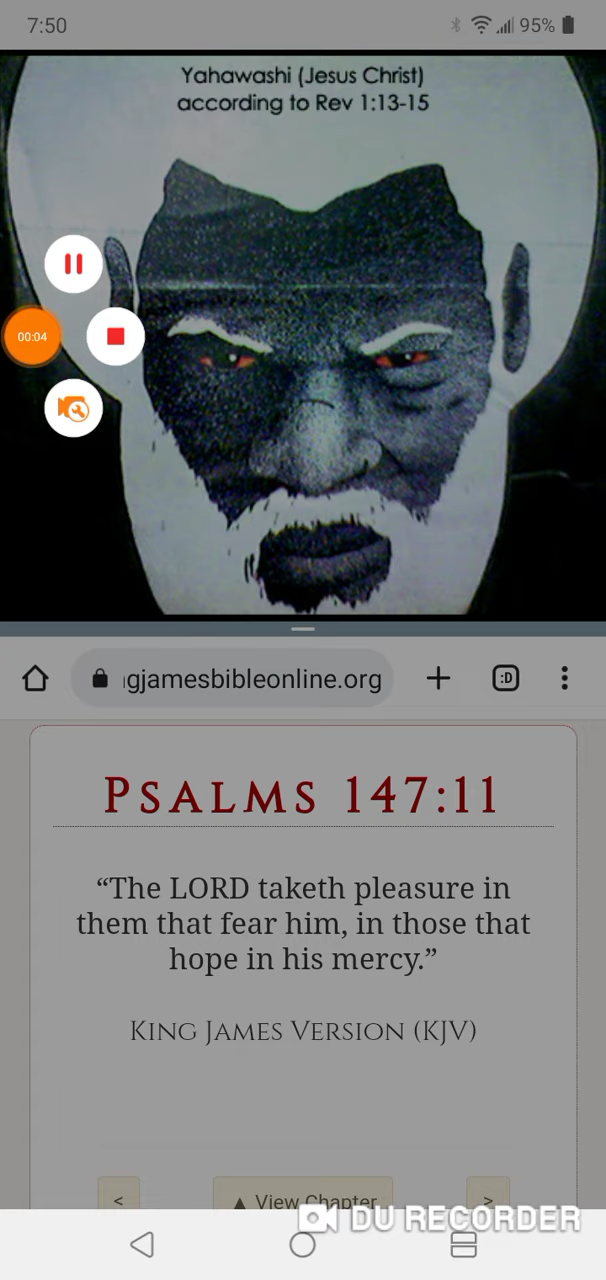 7:50
95%
Yahawashi (Jesus Christ)
according to Rev 1:13-15
00:04
gjamesbibleonline.org
:D
PSALMS 147:11
“The LORD taketh pleasure in
them that fear him, in those that
hope in his mercy.”
KING JAMES VERSION (KJV)
< ▲ View Chapter >
DU RECORDER